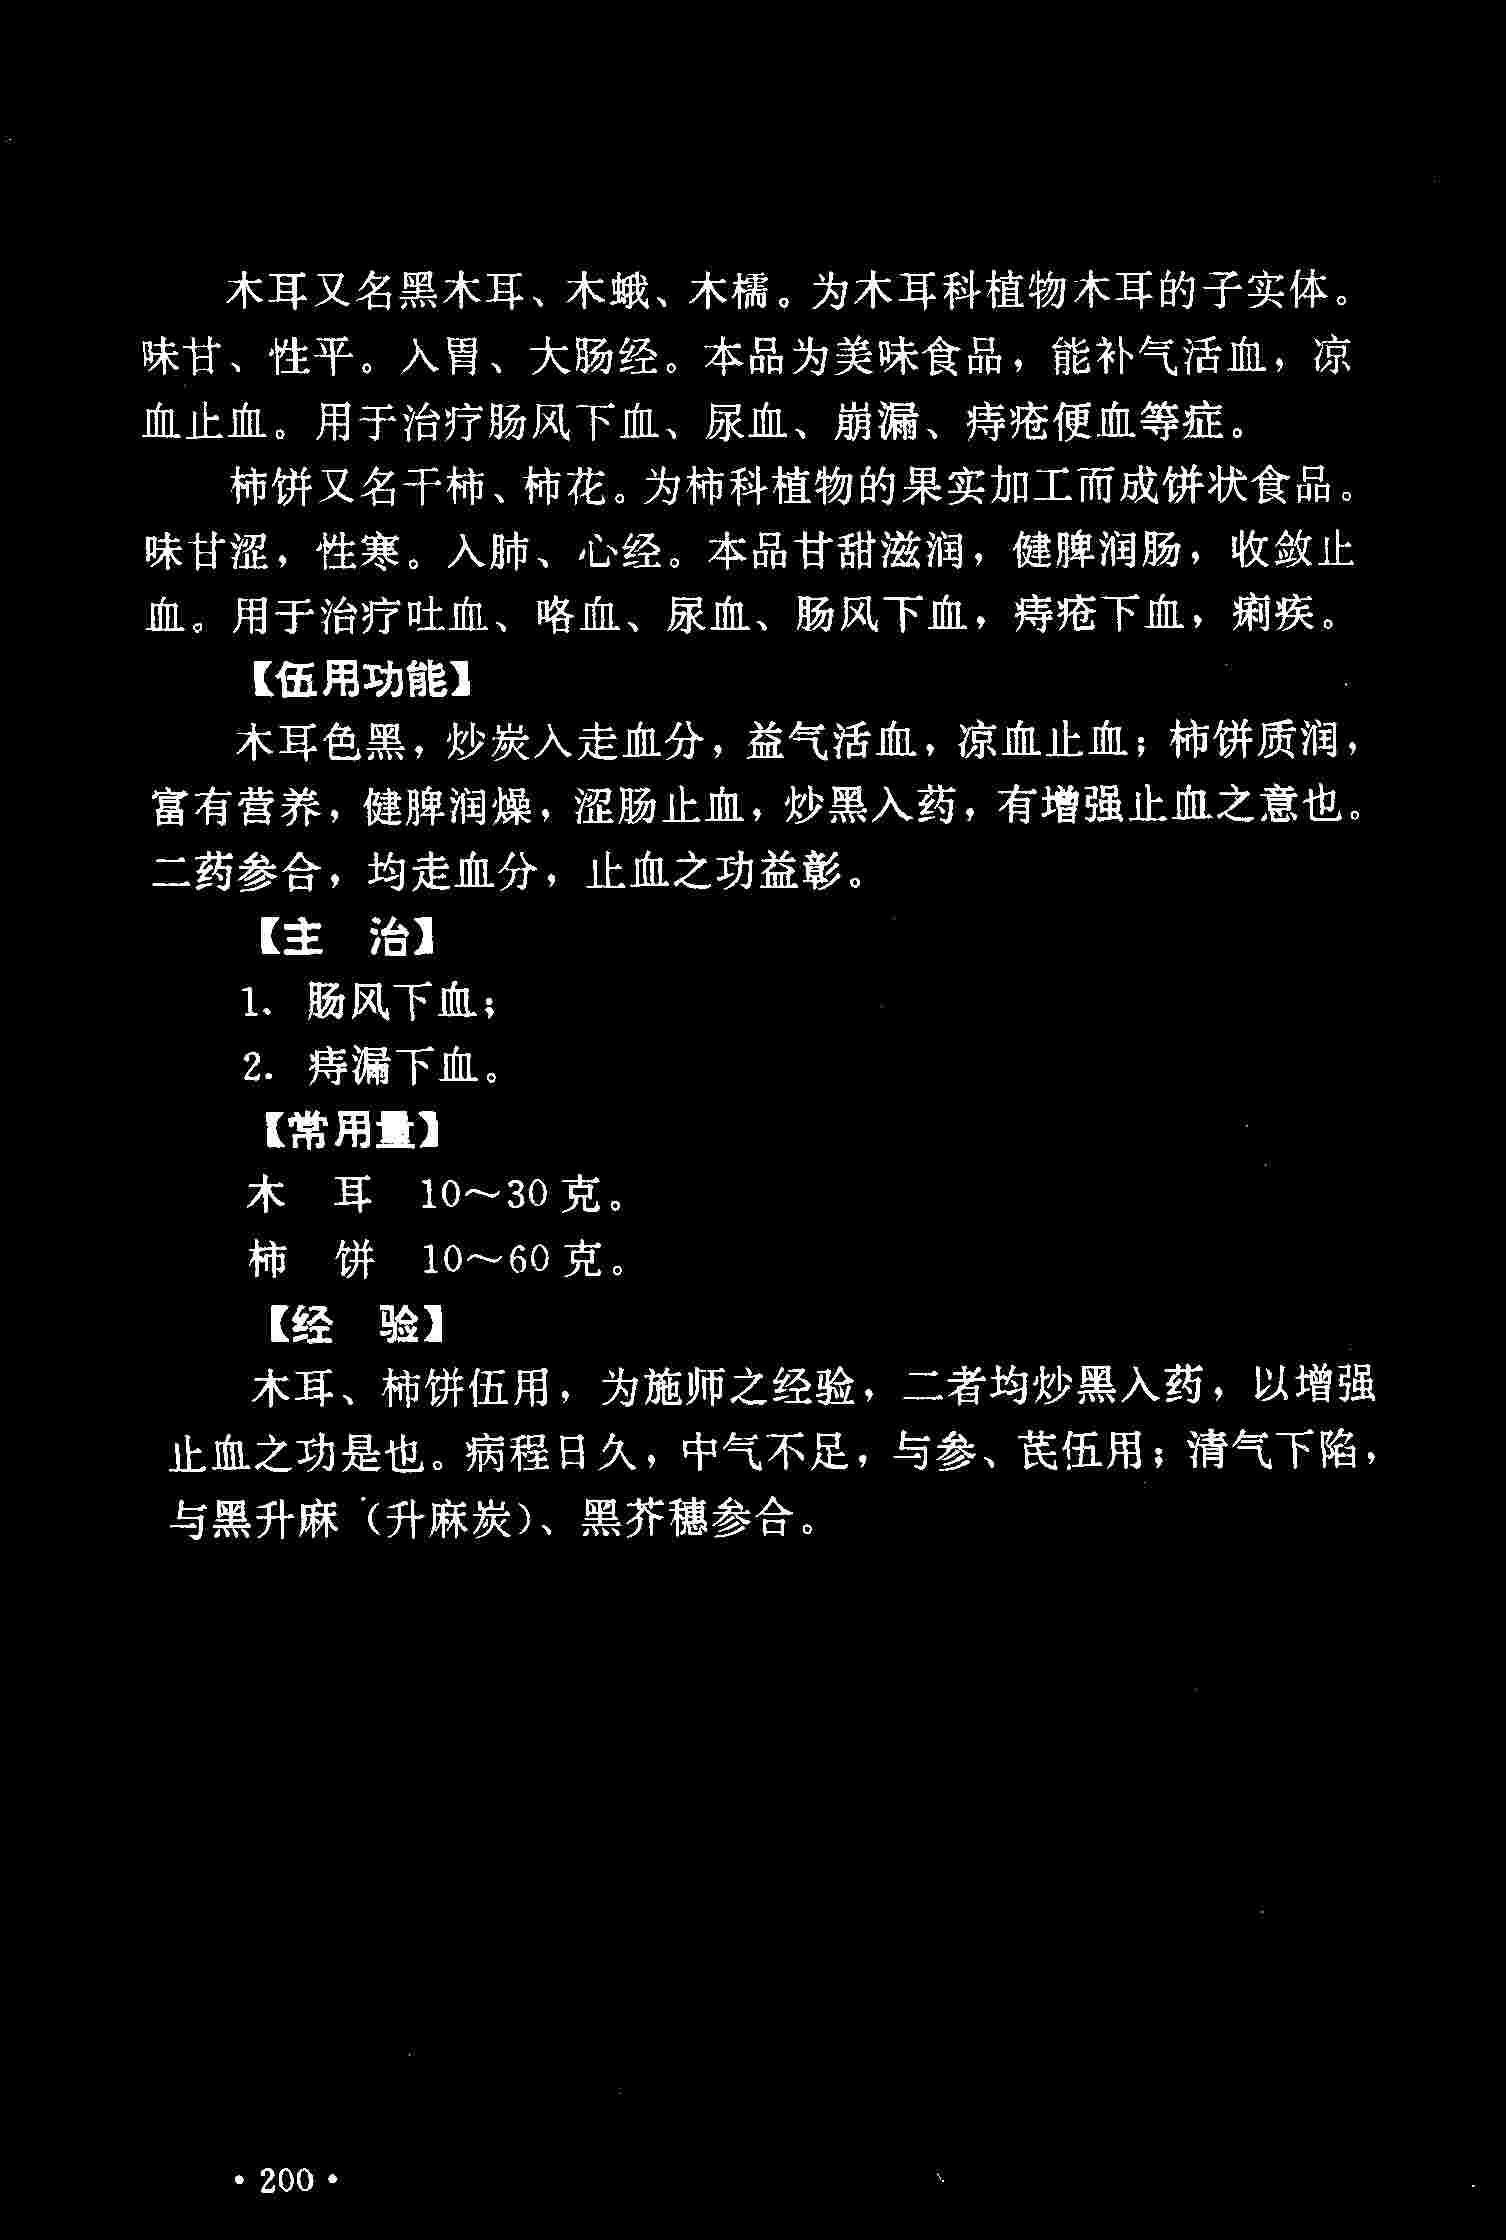 木耳又名黑木耳、木蛾、木檽。为木耳科植物木耳的子实体。
味甘、性平。入胃、大肠经。本品为美味食品，能补气活血，凉
血止血。用于治疗肠风下血、尿血、崩漏、痔疮便血等症。
柿饼又名干柿、柿花。为柿科植物的果实加工而成饼状食品。
味甘涩，性寒。入肺、心经。本品甘甜滋润，健脾润肠，收敛止
血。用于治疗吐血、咯血、尿血、肠风下血，痔疮下血，痢疾。
【伍用功能】
木耳色黑，炒炭入走血分，益气活血，凉血止血；柿饼质润，
富有营养，健脾润燥，涩肠止血，炒黑入药，有增强止血之意也。
二药参合，均走血分，止血之功益彰。
【主　治】
1. 肠风下血；
2. 痔漏下血。
【常用量】
木　耳　10～30克。
柿　饼　10～60克。
【经　验】
木耳、柿饼伍用，为施师之经验，二者均炒黑入药，以增强
止血之功是也。病程日久，中气不足，与参、芪伍用；清气下陷，
与黑升麻（升麻炭）、黑芥穗参合。
·200·